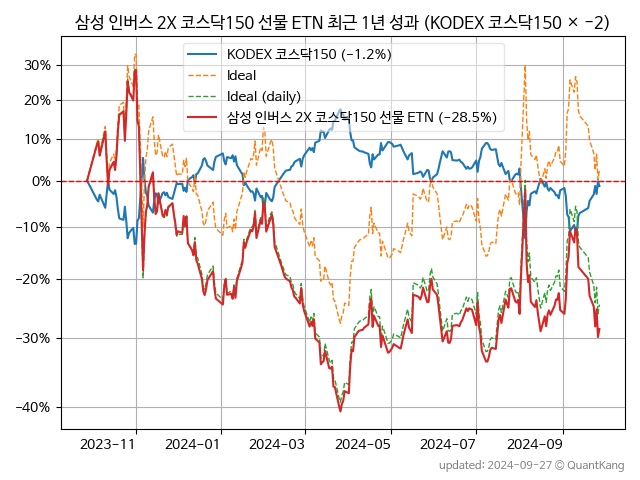 삼성 인버스 2X 코스닥150 선물 ETN 최근 1년 성과 (KODEX 코스닥150 × −2)
KODEX 코스닥150 (−1.2%)
Ideal
Ideal (daily)
삼성 인버스 2X 코스닥150 선물 ETN (−28.5%)
30%
20%
10%
0%
−10%
−20%
−30%
−40%
2023-11
2024-01
2024-03
2024-05
2024-07
2024-09
updated: 2024-09-27 © QuantKang